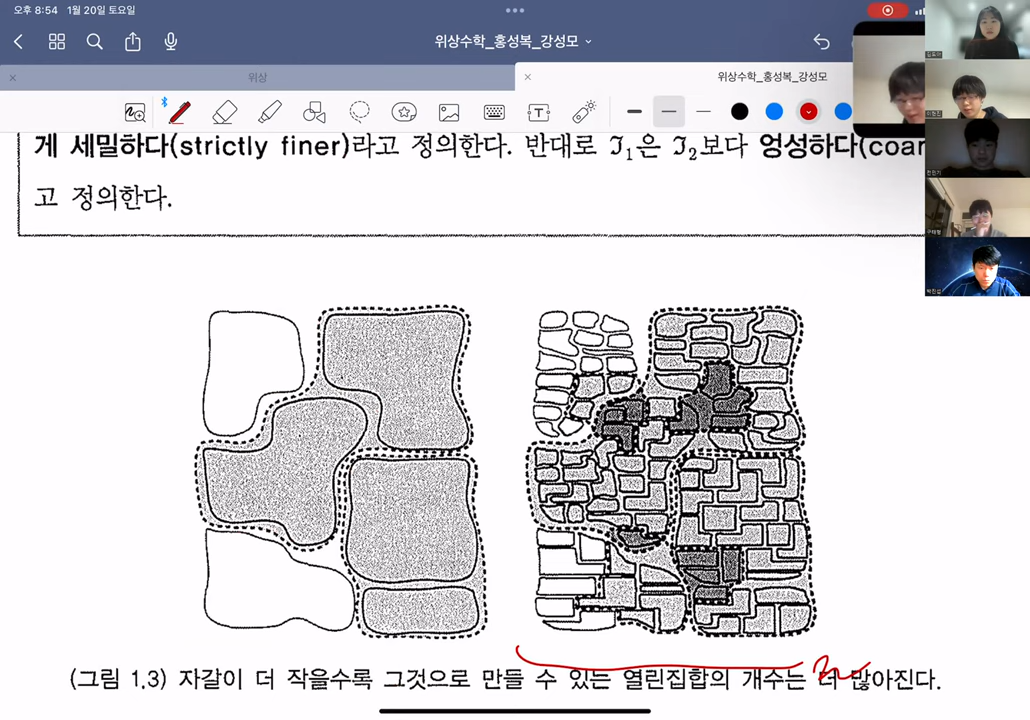 오후 8:54 1월 20일 토요일
위상수학_홍성복_강성모
위상
위상수학_홍성복_강성모
게 세밀하다(strictly finer)라고 정의한다. 반대로 ℑ₁은 ℑ₂보다 엉성하다(coar
고 정의한다.
(그림 1.3) 자갈이 더 작을수록 그것으로 만들 수 있는 열린집합의 개수는 더 많아진다.